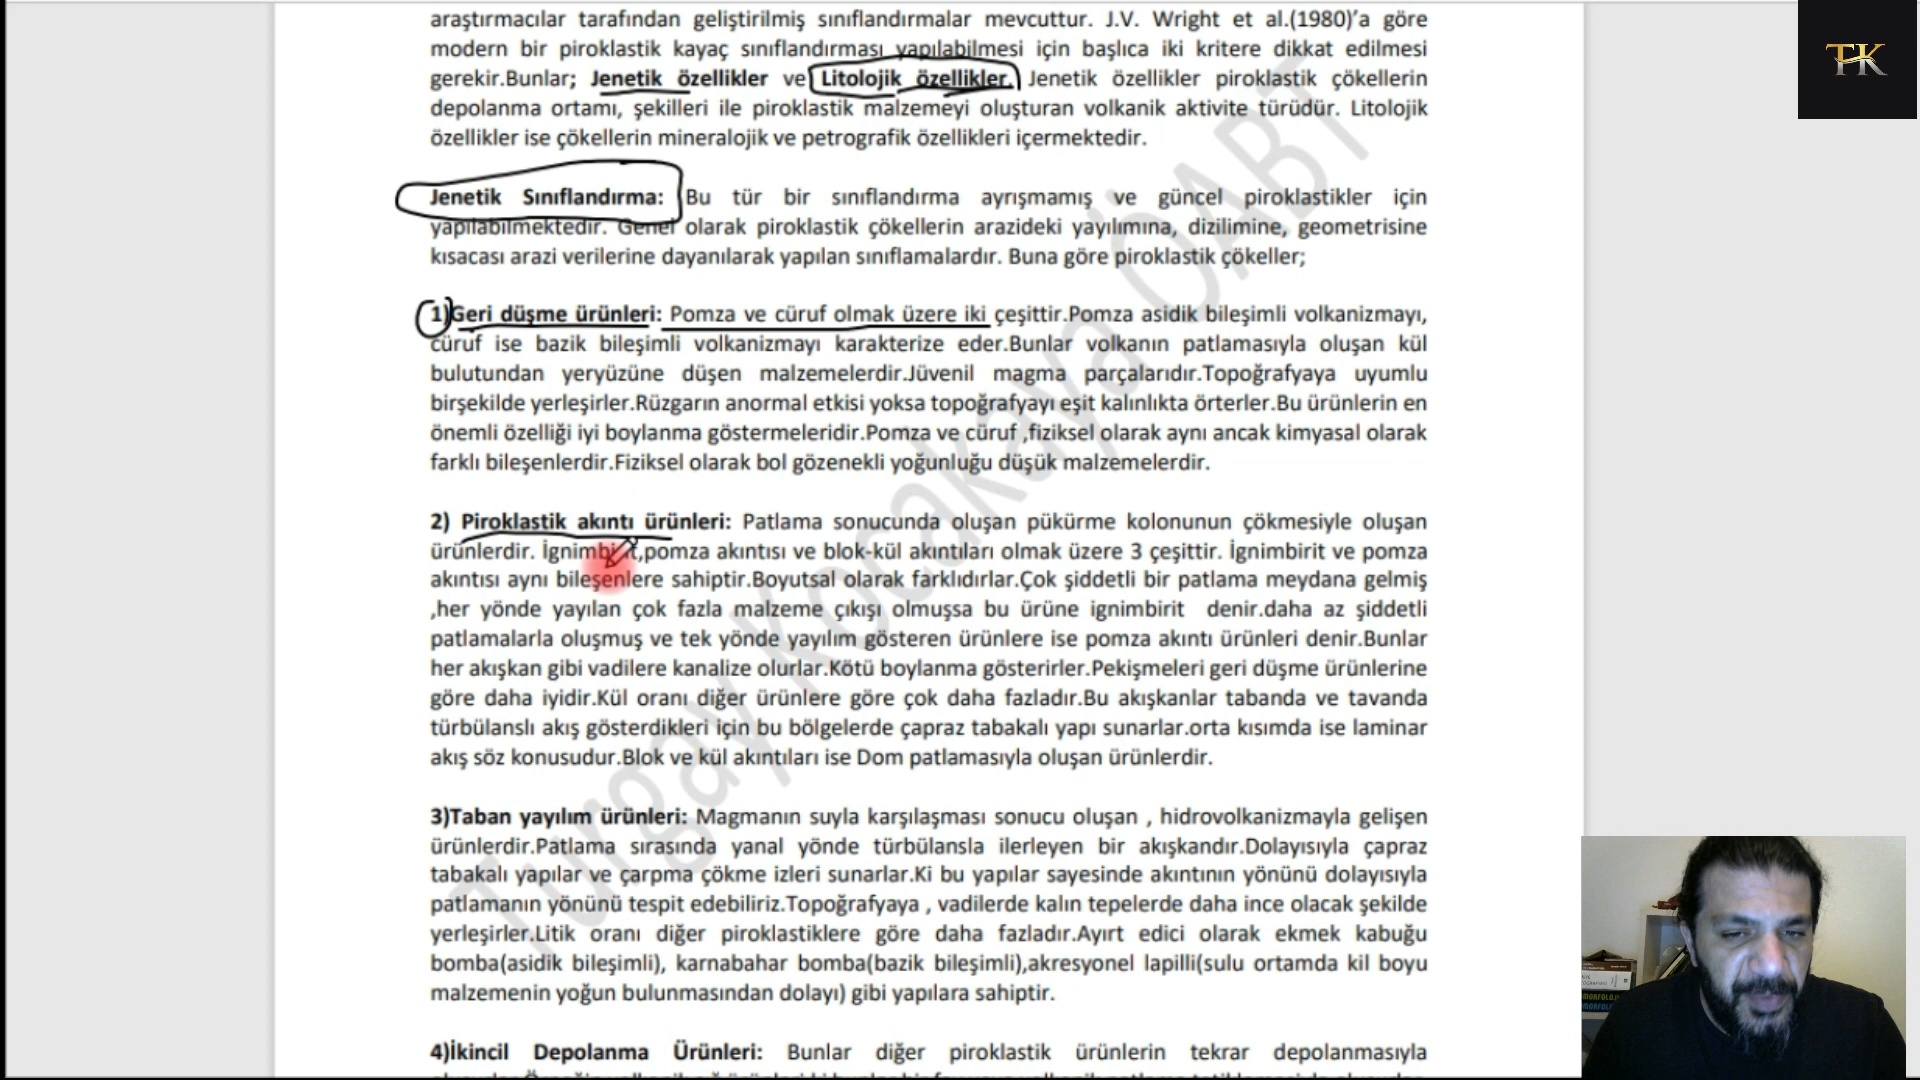 araştırmacılar tarafından geliştirilmiş sınıflandırmalar mevcuttur. J.V. Wright et al.(1980)’a göre
modern bir piroklastik kayaç sınıflandırması yapılabilmesi için başlıca iki kritere dikkat edilmesi
gerekir.Bunlar; Jenetik özellikler ve Litolojik özellikler. Jenetik özellikler piroklastik çökellerin
depolanma ortamı, şekilleri ile piroklastik malzemeyi oluşturan volkanik aktivite türüdür. Litolojik
özellikler ise çökellerin mineralojik ve petrografik özellikleri içermektedir.
Jenetik Sınıflandırma: Bu tür bir sınıflandırma ayrışmamış ve güncel piroklastikler için
yapılabilmektedir. Genel olarak piroklastik çökellerin arazideki yayılımına, dizilimine, geometrisine
kısacası arazi verilerine dayanılarak yapılan sınıflamalardır. Buna göre piroklastik çökeller;
1)Geri düşme ürünleri: Pomza ve cüruf olmak üzere iki çeşittir.Pomza asidik bileşimli volkanizmayı,
cüruf ise bazik bileşimli volkanizmayı karakterize eder.Bunlar volkanın patlamasıyla oluşan kül
bulutundan yeryüzüne düşen malzemelerdir.Jüvenil magma parçalarıdır.Topoğrafyaya uyumlu
birşekilde yerleşirler.Rüzgarın anormal etkisi yoksa topoğrafyayı eşit kalınlıkta örterler.Bu ürünlerin en
önemli özelliği iyi boylanma göstermeleridir.Pomza ve cüruf ,fiziksel olarak aynı ancak kimyasal olarak
farklı bileşenlerdir.Fiziksel olarak bol gözenekli yoğunluğu düşük malzemelerdir.
2) Piroklastik akıntı ürünleri: Patlama sonucunda oluşan pükürme kolonunun çökmesiyle oluşan
ürünlerdir. pomza akıntısı ve blok-kül akıntıları olmak üzere 3 çeşittir. İgnimbirit ve pomza
akıntısı aynı bileşenlere sahiptir.Boyutsal olarak farklıdırlar.Çok şiddetli bir patlama meydana gelmiş
,her yönde yayılan çok fazla malzeme çıkışı olmuşsa bu ürüne ignimbirit denir.daha az şiddetli
patlamalarla oluşmuş ve tek yönde yayılım gösteren ürünlere ise pomza akıntı ürünleri denir.Bunlar
her akışkan gibi vadilere kanalize olurlar.Kötü boylanma gösterirler.Pekişmeleri geri düşme ürünlerine
göre daha iyidir.Kül oranı diğer ürünlere göre çok daha fazladır.Bu akışkanlar tabanda ve tavanda
türbülanslı akış gösterdikleri için bu bölgelerde çapraz tabakalı yapı sunarlar.orta kısımda ise laminar
akış söz konusudur.Blok ve kül akıntıları ise Dom patlamasıyla oluşan ürünlerdir.
3)Taban yayılım ürünleri: Magmanın suyla karşılaşması sonucu oluşan , hidrovolkanizmayla gelişen
ürünlerdir.Patlama sırasında yanal yönde türbülansla ilerleyen bir akışkandır.Dolayısıyla çapraz
tabakalı yapılar ve çarpma çökme izleri sunarlar.Ki bu yapılar sayesinde akıntının yönünü dolayısıyla
patlamanın yönünü tespit edebiliriz.Topoğrafyaya , vadilerde kalın tepelerde daha ince olacak şekilde
yerleşirler.Litik oranı diğer piroklastiklere göre daha fazladır.Ayırt edici olarak ekmek kabuğu
bomba(asidik bileşimli), karnabahar bomba(bazik bileşimli),akresyonel lapilli(sulu ortamda kil boyu
malzemenin yoğun bulunmasından dolayı) gibi yapılara sahiptir.
4)İkincil Depolanma Ürünleri: Bunlar diğer piroklastik ürünlerin tekrar depolanmasıyla
Turgay Kocakaya ÖABT
TK